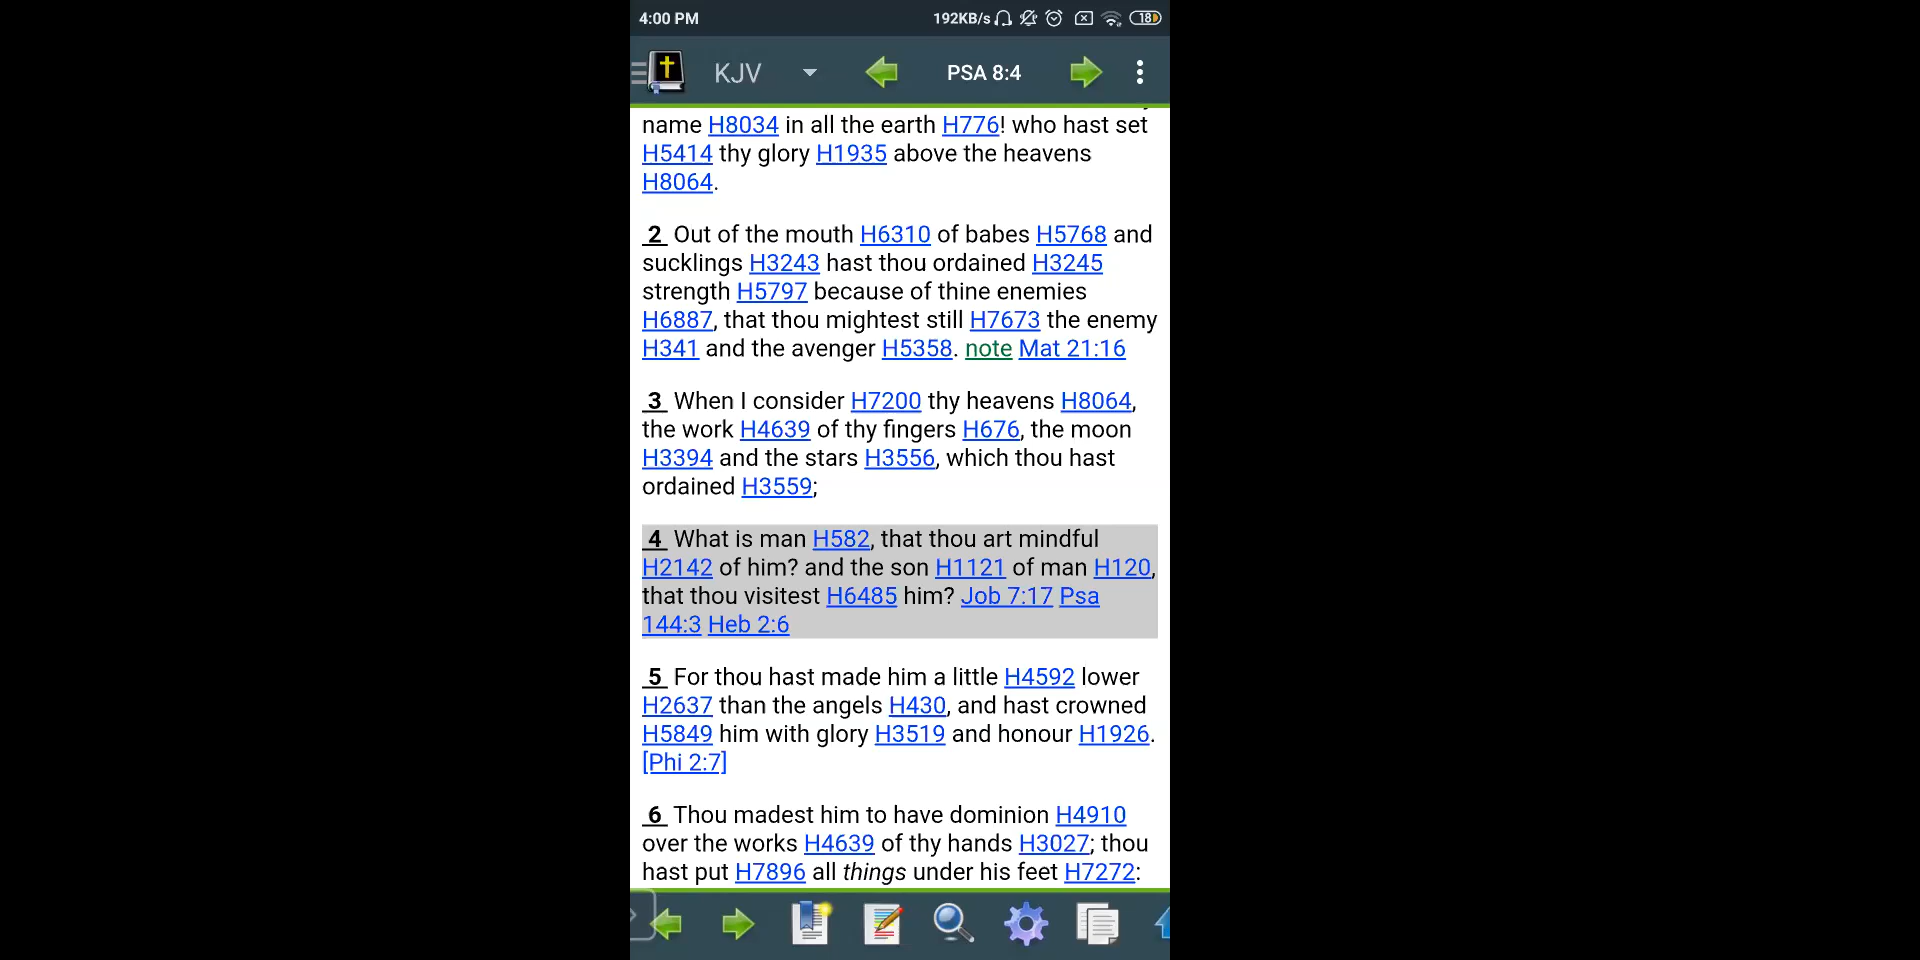 4:00 PM 192KB/s 18
KJV PSA 8:4
name H8034 in all the earth H776! who hast set
H5414 thy glory H1935 above the heavens
H8064.
2 Out of the mouth H6310 of babes H5768 and
sucklings H3243 hast thou ordained H3245
strength H5797 because of thine enemies
H6887, that thou mightest still H7673 the enemy
H341 and the avenger H5358. note Mat 21:16
3 When I consider H7200 thy heavens H8064,
the work H4639 of thy fingers H676, the moon
H3394 and the stars H3556, which thou hast
ordained H3559;
4 What is man H582, that thou art mindful
H2142 of him? and the son H1121 of man H120,
that thou visitest H6485 him? Job 7:17 Psa
144:3 Heb 2:6
5 For thou hast made him a little H4592 lower
H2637 than the angels H430, and hast crowned
H5849 him with glory H3519 and honour H1926.
[Phi 2:7]
6 Thou madest him to have dominion H4910
over the works H4639 of thy hands H3027; thou
hast put H7896 all things under his feet H7272: